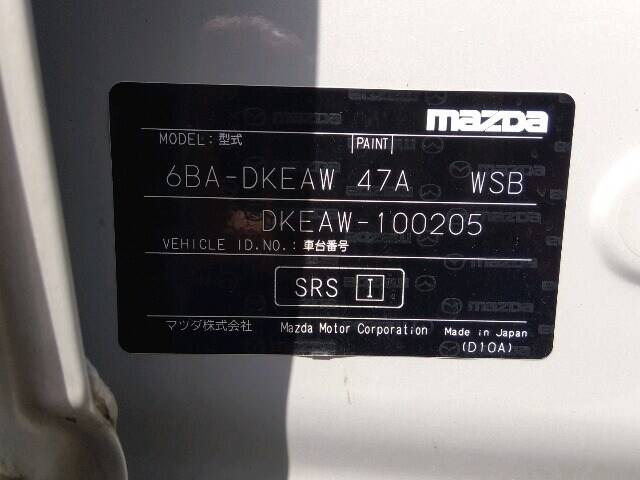 mazda
MODEL: 型式 PAINT
6BA-DKEAW 47A WSB
DKEAW-100205
VEHICLE ID.NO.: 車台番号
SRS I
マツダ株式会社 Mazda Motor Corporation Made in Japan
(D10A)